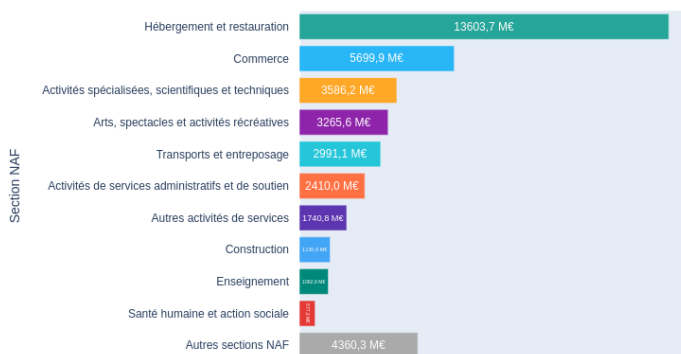 Hébergement et restauration
13603,7 M€
Commerce
5699,9 M€
Activités spécialisées, scientifiques et techniques
3586,2 M€
Arts, spectacles et activités récréatives
3265,6 M€
Transports et entreposage
2991,1 M€
Activités de services administratifs et de soutien
2410,0 M€
Autres activités de services
1740,8 M€
Construction
Enseignement
Santé humaine et action sociale
Autres sections NAF
4360,3 M€
Section NAF